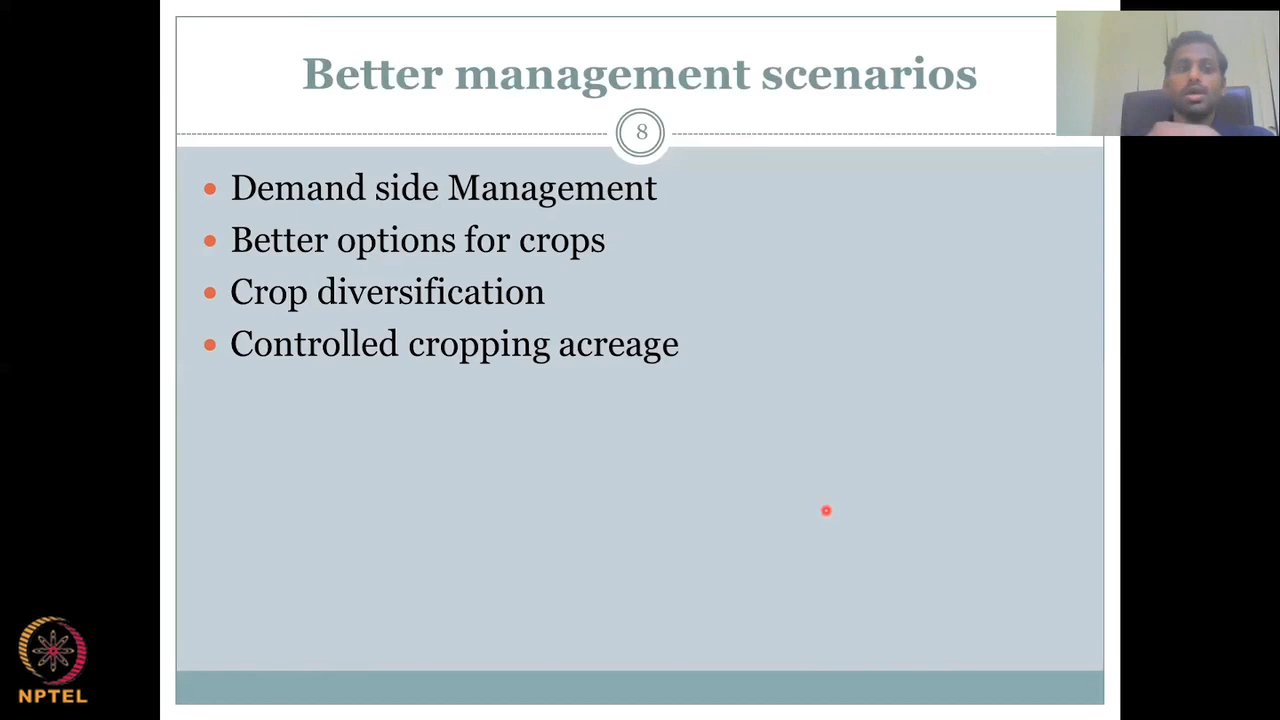 Better management scenarios
8
Demand side Management
Better options for crops
Crop diversification
Controlled cropping acreage
NPTEL